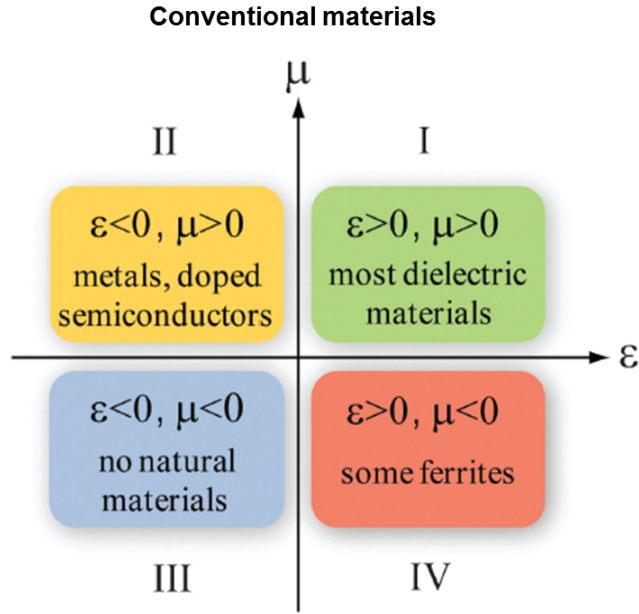 Conventional materials
μ
II
I
ε<0, μ>0
metals, doped
semiconductors
ε>0, μ>0
most dielectric
materials
ε
ε<0, μ<0
no natural
materials
ε>0, μ<0
some ferrites
III
IV